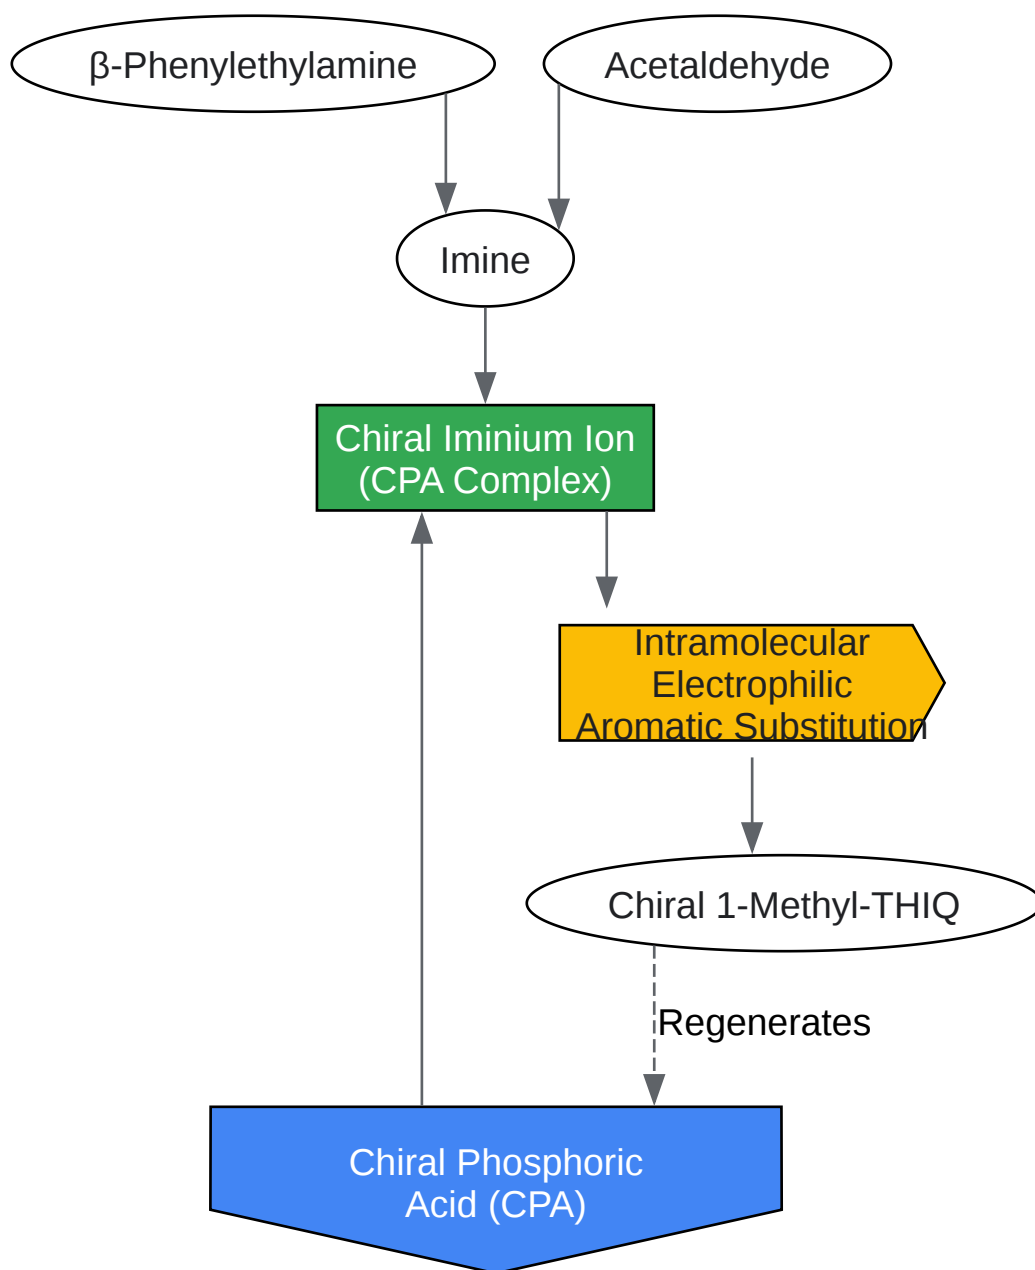 β-Phenylethylamine
Acetaldehyde
Imine
Chiral Iminium Ion
(CPA Complex)
Intramolecular
Electrophilic
Aromatic Substitution
Chiral 1-Methyl-THIQ
Regenerates
Chiral Phosphoric
Acid (CPA)